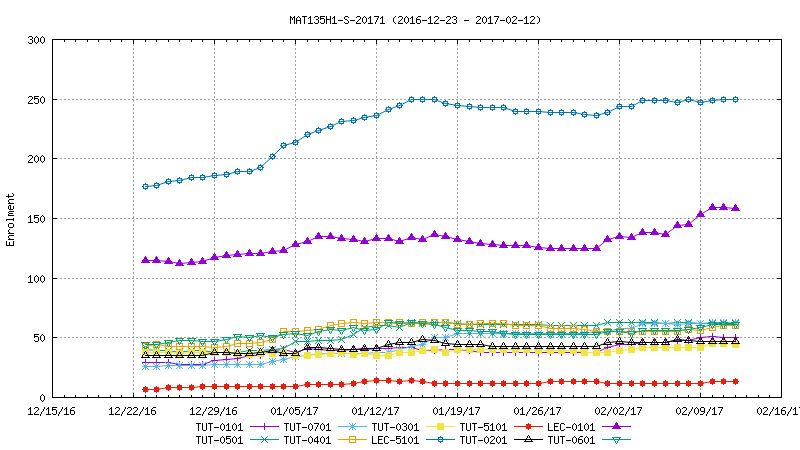 MAT135H1-S-20171 (2016-12-23 - 2017-02-12)
300
250
200
150
100
50
0
Enrolment
12/15/16 12/22/16 12/29/16 01/05/17 01/12/17 01/19/17 01/26/17 02/02/17 02/09/17 02/16/17
TUT-0101 TUT-0701 TUT-0301 TUT-5101 LEC-0101
TUT-0501 TUT-0401 LEC-5101 TUT-0201 TUT-0601